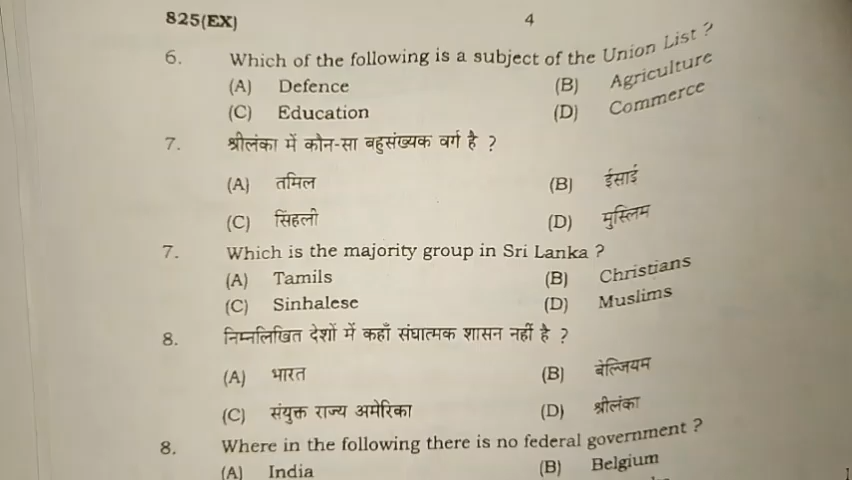 825(EX) 4
6. Which of the following is a subject of the Union List ?
(A) Defence (B) Agriculture
(C) Education (D) Commerce
7. श्रीलंका में कौन-सा बहुसंख्यक वर्ग है ?
(A) तमिल (B) ईसाई
(C) सिंहली (D) मुस्लिम
7. Which is the majority group in Sri Lanka ?
(A) Tamils (B) Christians
(C) Sinhalese (D) Muslims
8. निम्नलिखित देशों में कहाँ संघात्मक शासन नहीं है ?
(A) भारत (B) बेल्जियम
(C) संयुक्त राज्य अमेरिका (D) श्रीलंका
8. Where in the following there is no federal government ?
(A) India (B) Belgium